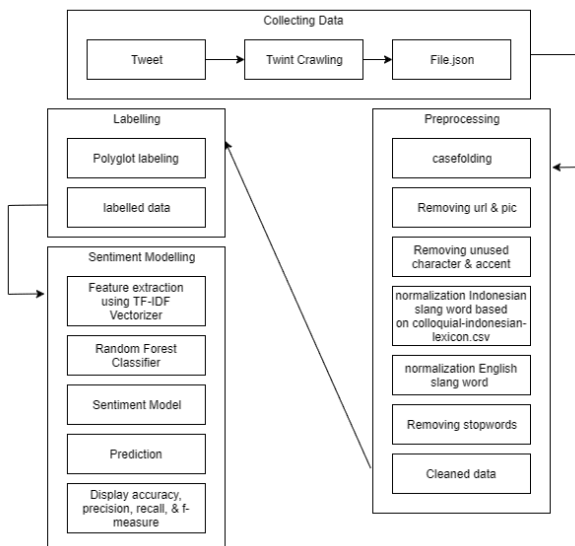 Collecting Data
Tweet
Twint Crawling
File.json
Labelling
Polyglot labeling
labelled data
Preprocessing
casefolding
Removing url & pic
Removing unused
character & accent
normalization Indonesian
slang word based
on colloquial-indonesian-
lexicon.csv
normalization English
slang word
Removing stopwords
Cleaned data
Sentiment Modelling
Feature extraction
using TF-IDF
Vectorizer
Random Forest
Classifier
Sentiment Model
Prediction
Display accuracy,
precision, recall, & f-
measure